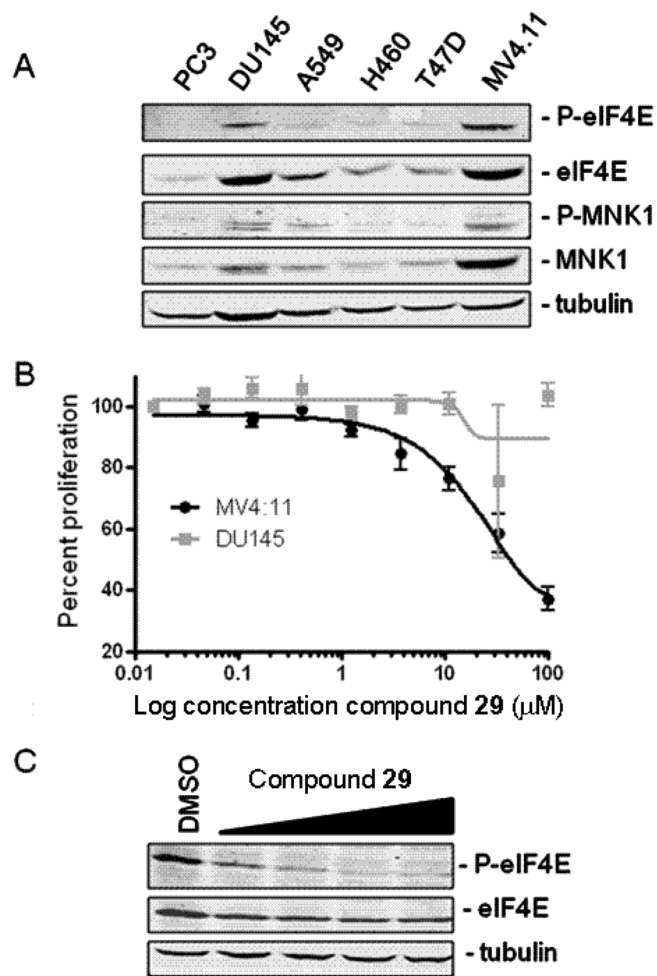 A
PC3 DU145 A549 H460 T47D MV4.11
- P-eIF4E
- eIF4E
- P-MNK1
- MNK1
- tubulin
B
100
80
60
40
20
Percent proliferation
MV4:11
DU145
0.01 0.1 1 10 100
Log concentration compound 29 (µM)
C
DMSO
Compound 29
- P-eIF4E
- eIF4E
- tubulin